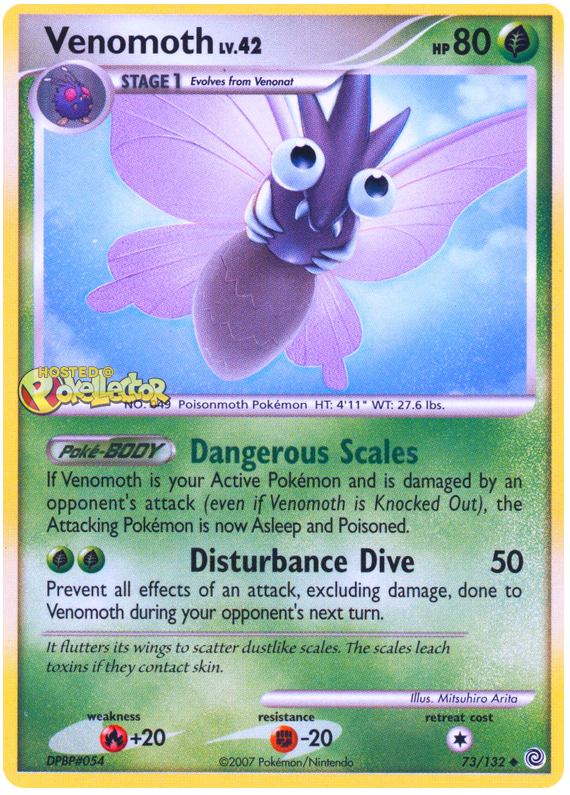 Venomoth LV.42
HP 80
STAGE 1 Evolves from Venonat
HOSTED @
PokéLLector
NO. 049 Poisonmoth Pokémon HT: 4'11" WT: 27.6 lbs.
Poké-BODY Dangerous Scales
If Venomoth is your Active Pokémon and is damaged by an
opponent's attack (even if Venomoth is Knocked Out), the
Attacking Pokémon is now Asleep and Poisoned.
Disturbance Dive 50
Prevent all effects of an attack, excluding damage, done to
Venomoth during your opponent's next turn.
It flutters its wings to scatter dustlike scales. The scales leach
toxins if they contact skin.
Illus. Mitsuhiro Arita
weakness resistance retreat cost
+20 -20
DPBP#054 ©2007 Pokémon/Nintendo 73/132